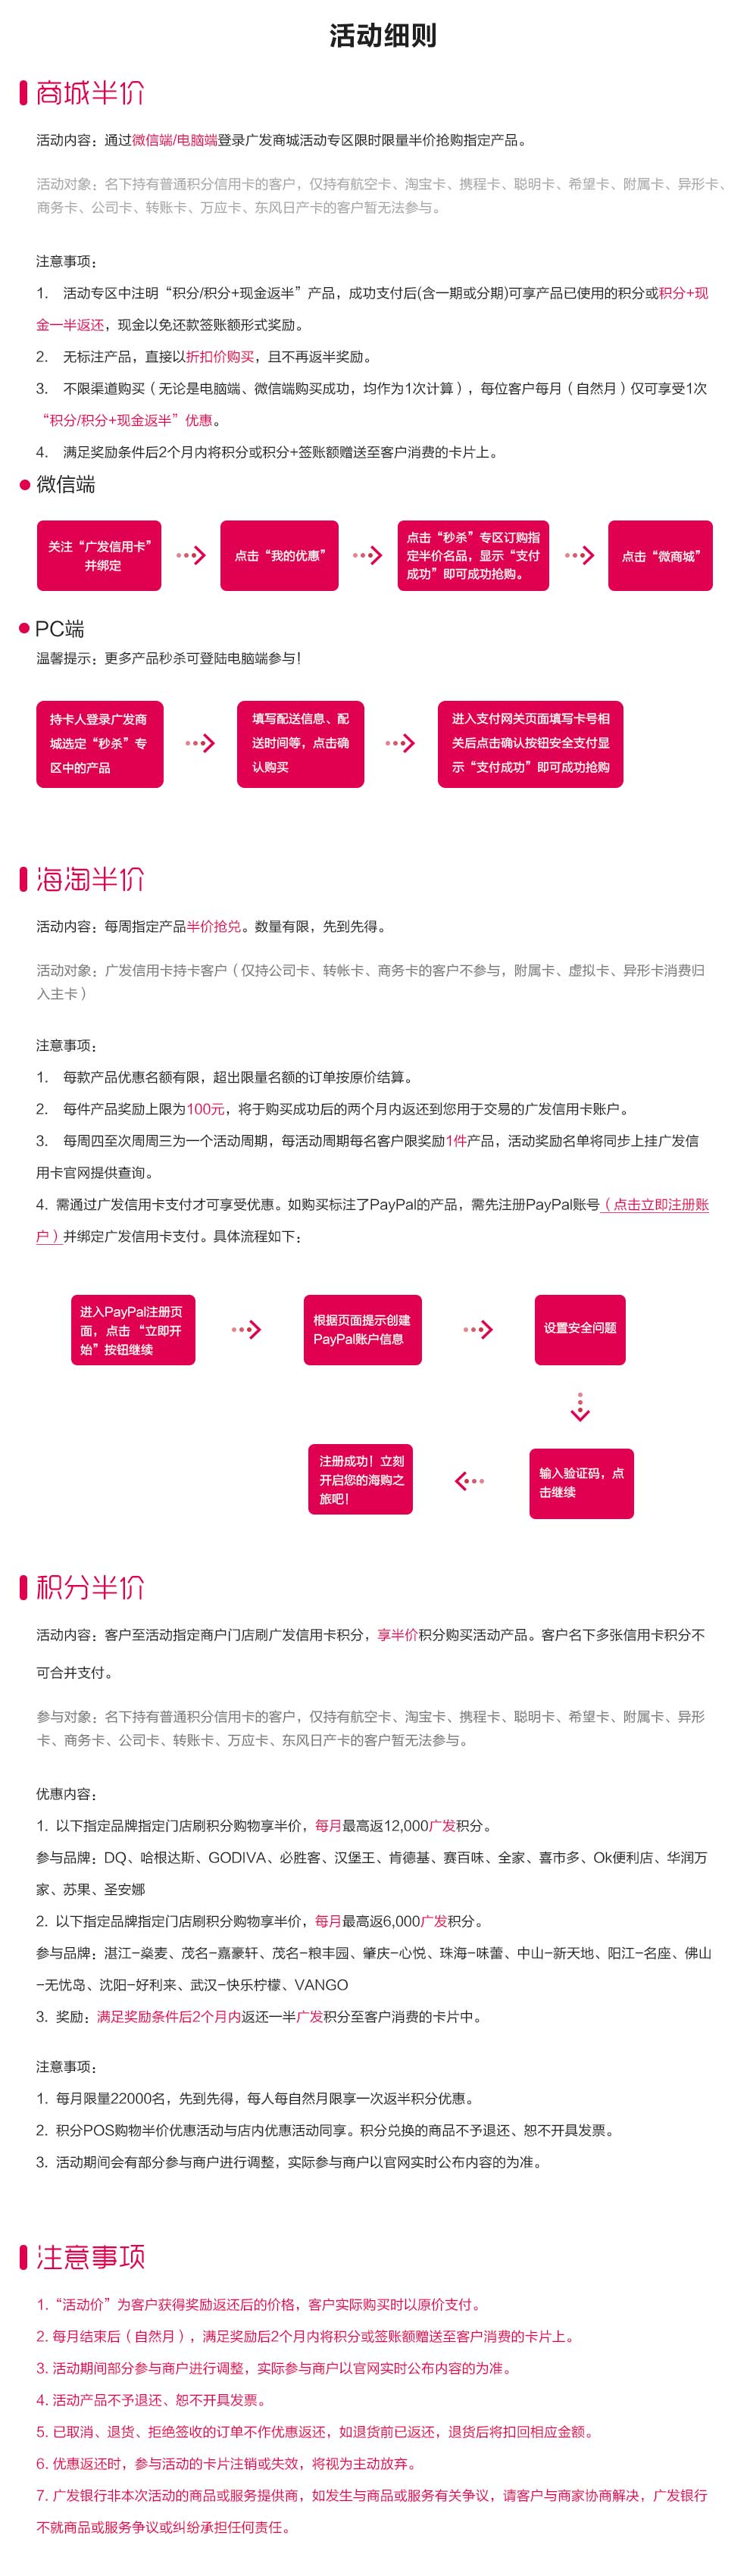 活动细则
商城半价
活动内容：通过微信端/电脑端登录广发商城活动专区限时限量半价抢购指定产品。
活动对象：名下持有普通积分信用卡的客户，仅持有航空卡、淘宝卡、携程卡、聪明卡、希望卡、附属卡、异形卡、
商务卡、公司卡、转账卡、万应卡、东风日产卡的客户暂无法参与。
注意事项：
1. 活动专区中注明“积分/积分+现金返半”产品，成功支付后(含一期或分期)可享产品已使用的积分或积分+现
金一半返还，现金以免还款签账额形式奖励。
2. 无标注产品，直接以折扣价购买，且不再返半奖励。
3. 不限渠道购买（无论是电脑端、微信端购买成功，均作为1次计算），每位客户每月（自然月）仅可享受1次
“积分/积分+现金返半”优惠。
4. 满足奖励条件后2个月内将积分或积分+签账额赠送至客户消费的卡片上。
微信端
关注“广发信用卡”
并绑定
点击“我的优惠”
点击“秒杀”专区订购指
定半价名品，显示“支付
成功”即可成功抢购。
点击“微商城”
PC端
温馨提示：更多产品秒杀可登陆电脑端参与！
持卡人登录广发商
城选定“秒杀”专
区中的产品
填写配送信息、配
送时间等，点击确
认购买
进入支付网关页面填写卡号相
关后点击确认按钮安全支付显
示“支付成功”即可成功抢购
海淘半价
活动内容：每周指定产品半价抢兑。数量有限，先到先得。
活动对象：广发信用卡持卡客户（仅持公司卡、转帐卡、商务卡的客户不参与，附属卡、虚拟卡、异形卡消费归
入主卡）
注意事项：
1. 每款产品优惠名额有限，超出限量名额的订单按原价结算。
2. 每件产品奖励上限为100元，将于购买成功后的两个月内返还到您用于交易的广发信用卡账户。
3. 每周四至次周周三为一个活动周期，每活动周期每名客户限奖励1件产品，活动奖励名单将同步上挂广发信
用卡官网提供查询。
4. 需通过广发信用卡支付才可享受优惠。如购买标注了PayPal的产品，需先注册PayPal账号（点击立即注册账
户）并绑定广发信用卡支付。具体流程如下：
进入PayPal注册页
面，点击 “立即开
始”按钮继续
根据页面提示创建
PayPal账户信息
设置安全问题
输入验证码，点
击继续
注册成功！立刻
开启您的海购之
旅吧！
积分半价
活动内容：客户至活动指定商户门店刷广发信用卡积分，享半价积分购买活动产品。客户名下多张信用卡积分不
可合并支付。
参与对象：名下持有普通积分信用卡的客户，仅持有航空卡、淘宝卡、携程卡、聪明卡、希望卡、附属卡、异形
卡、商务卡、公司卡、转账卡、万应卡、东风日产卡的客户暂无法参与。
优惠内容：
1. 以下指定品牌指定门店刷积分购物享半价，每月最高返12,000广发积分。
参与品牌：DQ、哈根达斯、GODIVA、必胜客、汉堡王、肯德基、赛百味、全家、喜市多、Ok便利店、华润万
家、苏果、圣安娜
2. 以下指定品牌指定门店刷积分购物享半价，每月最高返6,000广发积分。
参与品牌：湛江–燊麦、茂名–嘉豪轩、茂名–粮丰园、肇庆–心悦、珠海–味蕾、中山–新天地、阳江–名座、佛山
–无忧岛、沈阳–好利来、武汉–快乐柠檬、VANGO
3. 奖励：满足奖励条件后2个月内返还一半广发积分至客户消费的卡片中。
注意事项：
1. 每月限量22000名，先到先得，每人每自然月限享一次返半积分优惠。
2. 积分POS购物半价优惠活动与店内优惠活动同享。积分兑换的商品不予退还、恕不开具发票。
3. 活动期间会有部分参与商户进行调整，实际参与商户以官网实时公布内容的为准。
注意事项
1.“活动价”为客户获得奖励返还后的价格，客户实际购买时以原价支付。
2. 每月结束后（自然月），满足奖励后2个月内将积分或签账额赠送至客户消费的卡片上。
3. 活动期间部分参与商户进行调整，实际参与商户以官网实时公布内容的为准。
4. 活动产品不予退还、恕不开具发票。
5. 已取消、退货、拒绝签收的订单不作优惠返还，如退货前已返还，退货后将扣回相应金额。
6. 优惠返还时，参与活动的卡片注销或失效，将视为主动放弃。
7. 广发银行非本次活动的商品或服务提供商，如发生与商品或服务有关争议，请客户与商家协商解决，广发银行
不就商品或服务争议或纠纷承担任何责任。